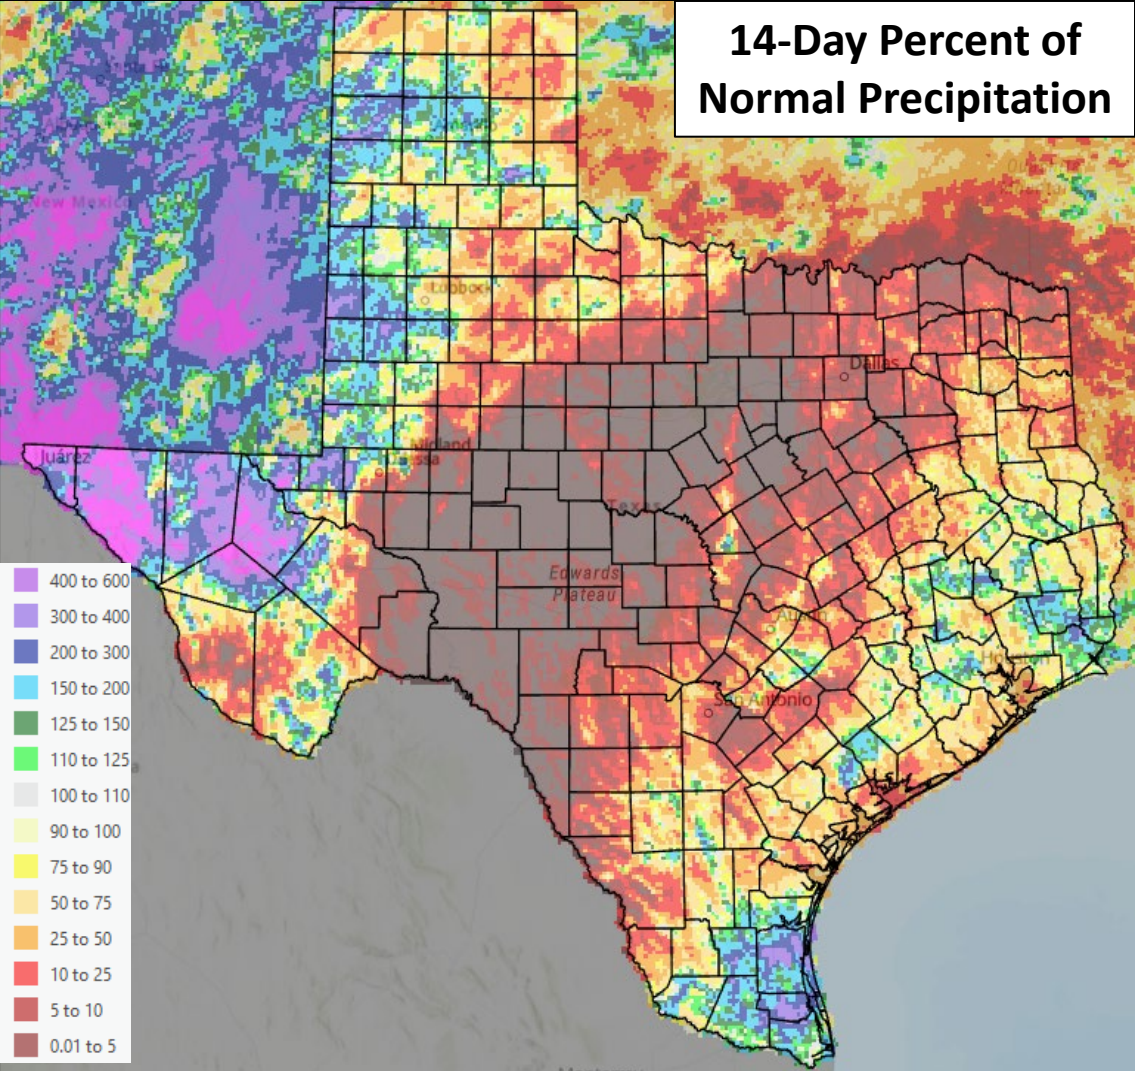 14-Day Percent of
Normal Precipitation
New Mexico
Lubbock
Dallas
Juárez
Midland
Texas
Edwards
Plateau
Austin
Houston
San Antonio
400 to 600
300 to 400
200 to 300
150 to 200
125 to 150
110 to 125
100 to 110
90 to 100
75 to 90
50 to 75
25 to 50
10 to 25
5 to 10
0.01 to 5